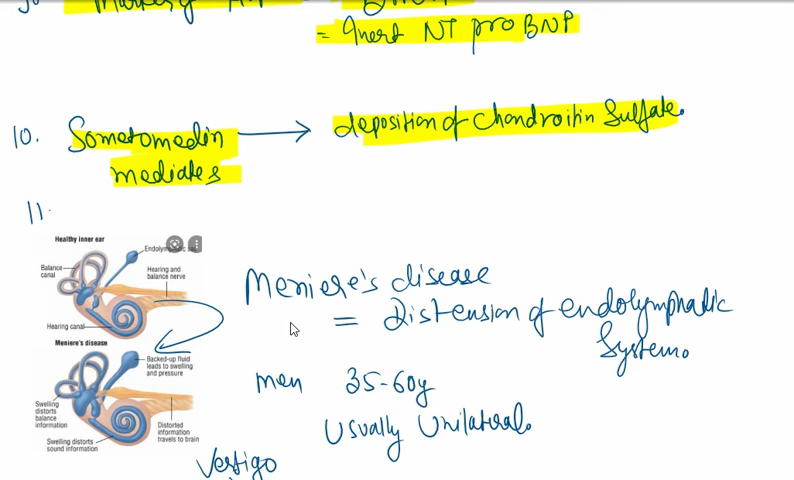 = Inert NT pro BNP
10. Sometomedin → deposition of Chondroitin Sulfate.
mediates
11.
Healthy inner ear
Balance canal
Hearing and balance nerve
Hearing canal
Meniere's disease
Backed-up fluid leads to swelling and pressure
Swelling distorts balance information
Distorted information travels to brain
Swelling distorts sound information
Meniere's disease
= Distension of endolymphatic
System.
men 35-60y
Usually Unilateral.
Vertigo